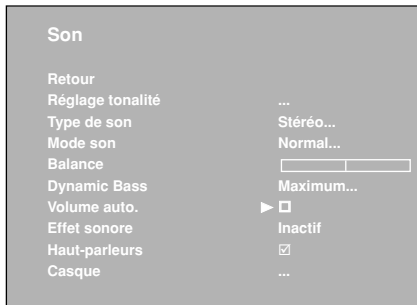 Son
Retour
Réglage tonalité ...
Type de son Stéréo...
Mode son Normal...
Balance
Dynamic Bass Maximum...
Volume auto.
Effet sonore Inactif
Haut-parleurs ☑
Casque ...